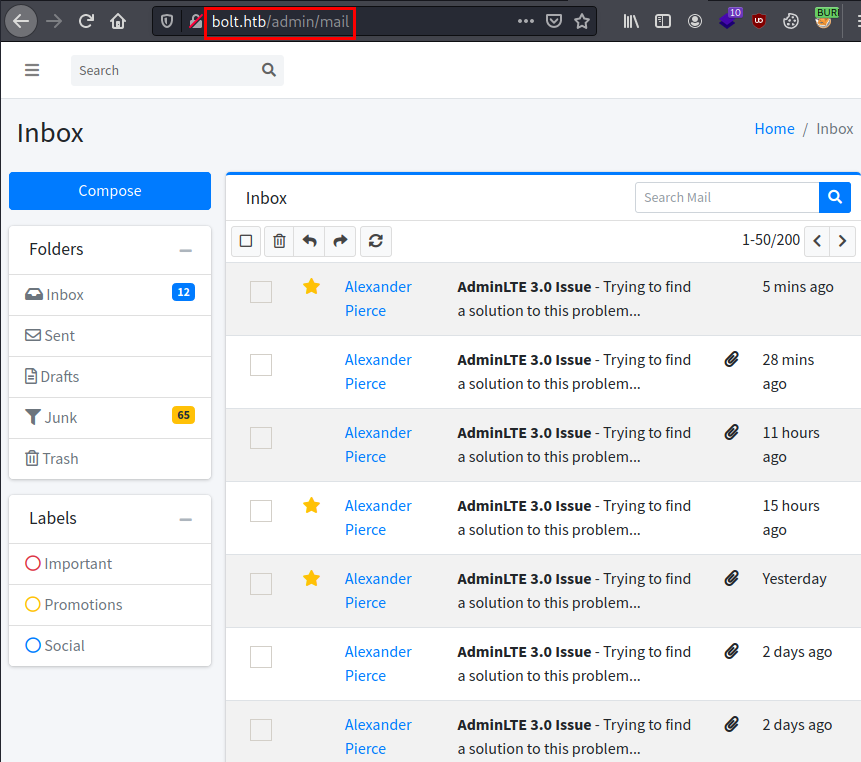 bolt.htb/admin/mail
10
UD
BUR
Search
Inbox
Home / Inbox
Compose
Folders
Inbox 12
Sent
Drafts
Junk 65
Trash
Labels
Important
Promotions
Social
Inbox
Search Mail
1-50/200
Alexander
Pierce
AdminLTE 3.0 Issue - Trying to find
a solution to this problem...
5 mins ago
Alexander
Pierce
AdminLTE 3.0 Issue - Trying to find
a solution to this problem...
28 mins
ago
Alexander
Pierce
AdminLTE 3.0 Issue - Trying to find
a solution to this problem...
11 hours
ago
Alexander
Pierce
AdminLTE 3.0 Issue - Trying to find
a solution to this problem...
15 hours
ago
Alexander
Pierce
AdminLTE 3.0 Issue - Trying to find
a solution to this problem...
Yesterday
Alexander
Pierce
AdminLTE 3.0 Issue - Trying to find
a solution to this problem...
2 days ago
Alexander
Pierce
AdminLTE 3.0 Issue - Trying to find
a solution to this problem...
2 days ago